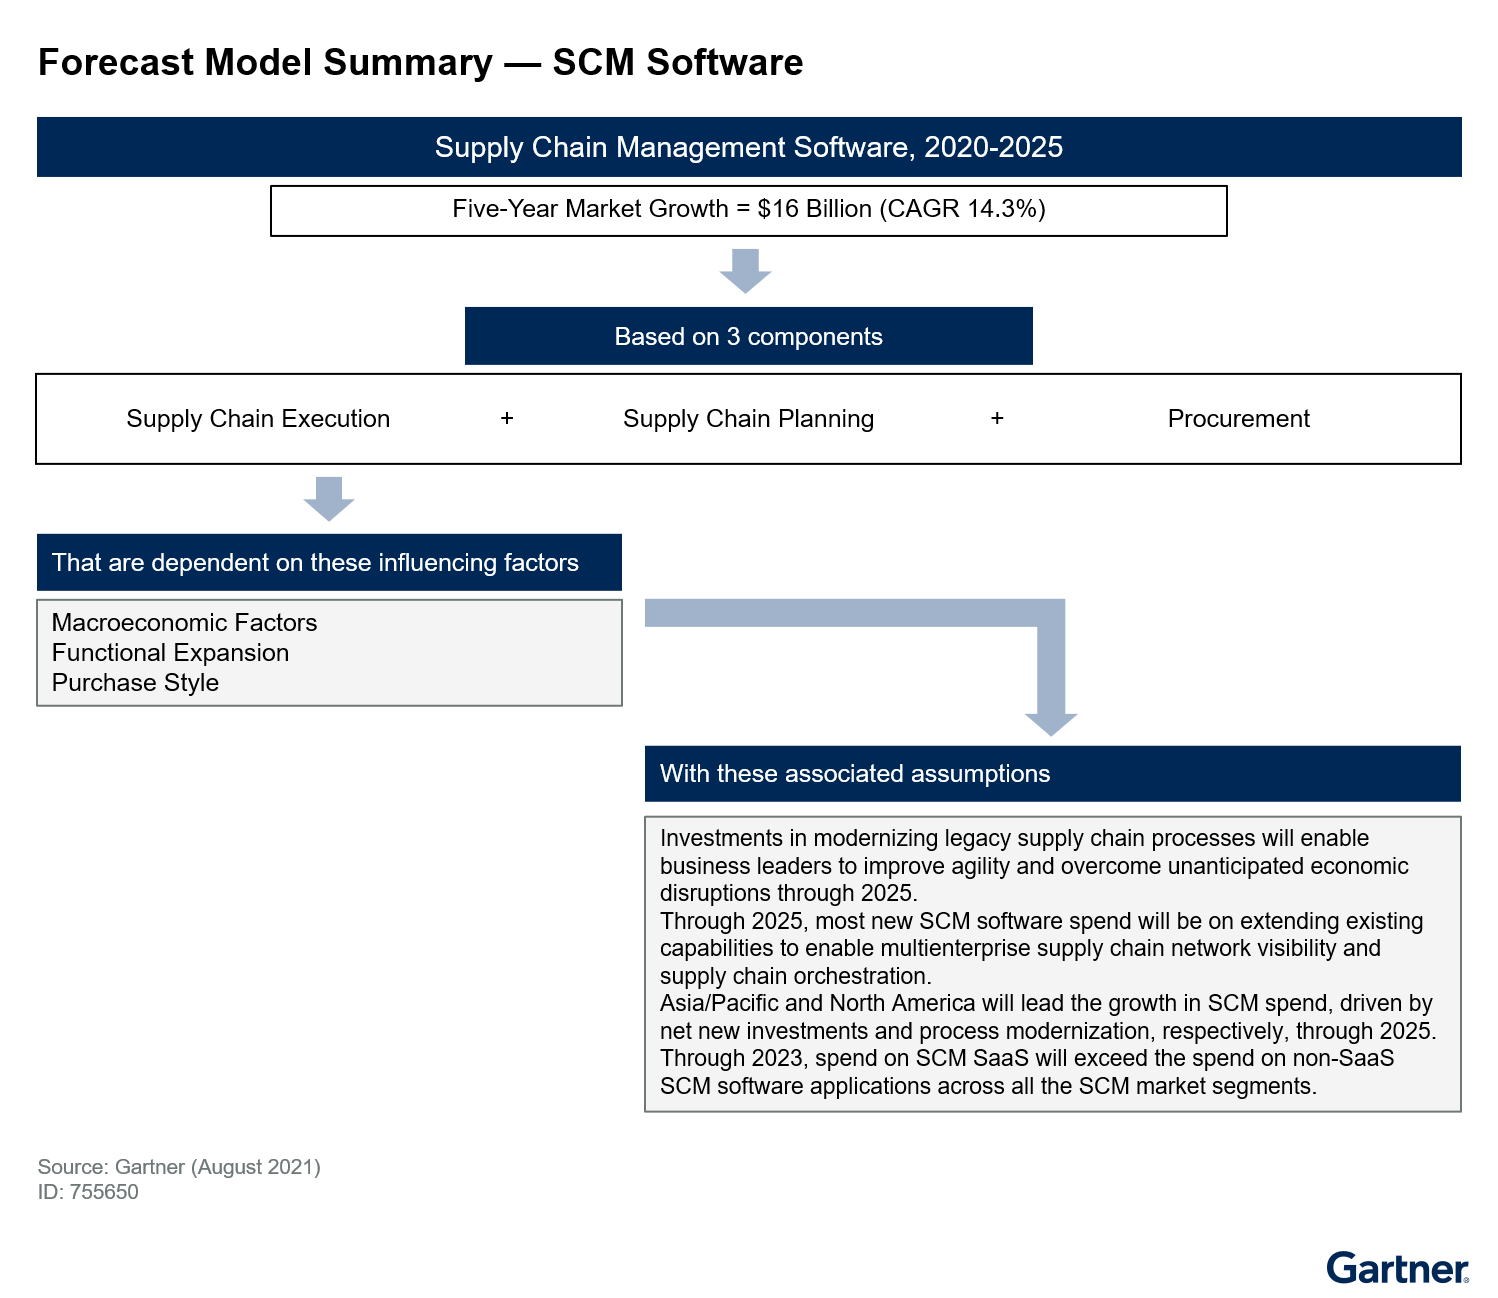 Forecast Model Summary — SCM Software
Supply Chain Management Software, 2020-2025
Five-Year Market Growth = $16 Billion (CAGR 14.3%)
Based on 3 components
Supply Chain Execution + Supply Chain Planning + Procurement
That are dependent on these influencing factors
Macroeconomic Factors
Functional Expansion
Purchase Style
With these associated assumptions
Investments in modernizing legacy supply chain processes will enable
business leaders to improve agility and overcome unanticipated economic
disruptions through 2025.
Through 2025, most new SCM software spend will be on extending existing
capabilities to enable multienterprise supply chain network visibility and
supply chain orchestration.
Asia/Pacific and North America will lead the growth in SCM spend, driven by
net new investments and process modernization, respectively, through 2025.
Through 2023, spend on SCM SaaS will exceed the spend on non-SaaS
SCM software applications across all the SCM market segments.
Source: Gartner (August 2021)
ID: 755650
Gartner®